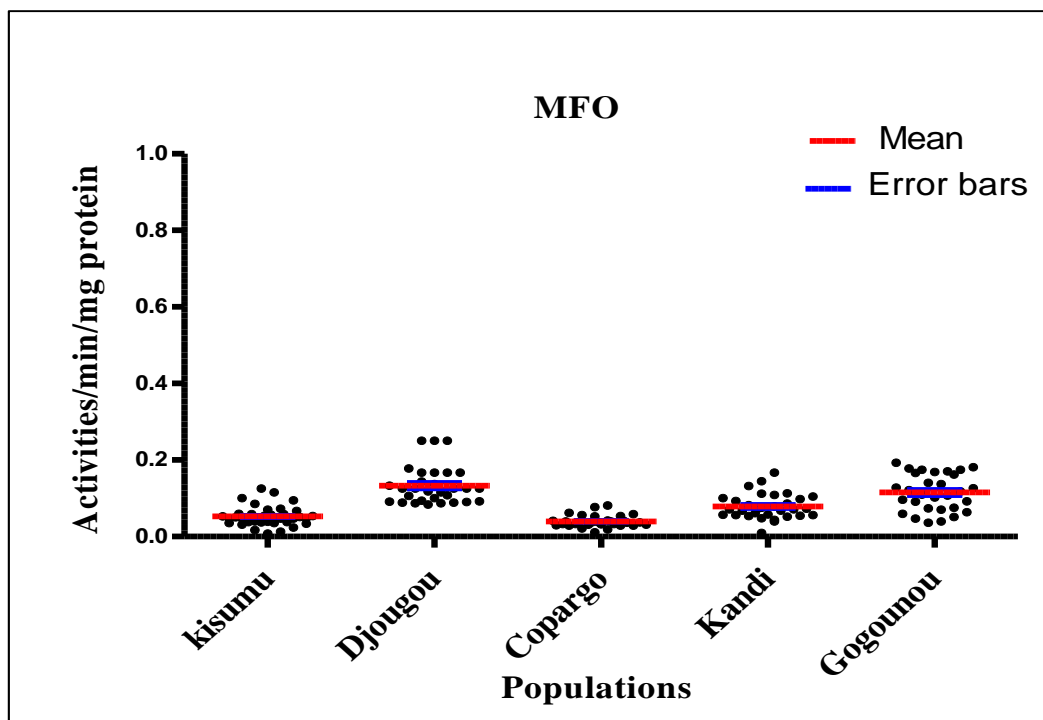 MFO
Mean
Error bars
Activities/min/mg protein
1.0
0.8
0.6
0.4
0.2
0.0
kisumu
Djougou
Copargo
Kandi
Gogounou
Populations